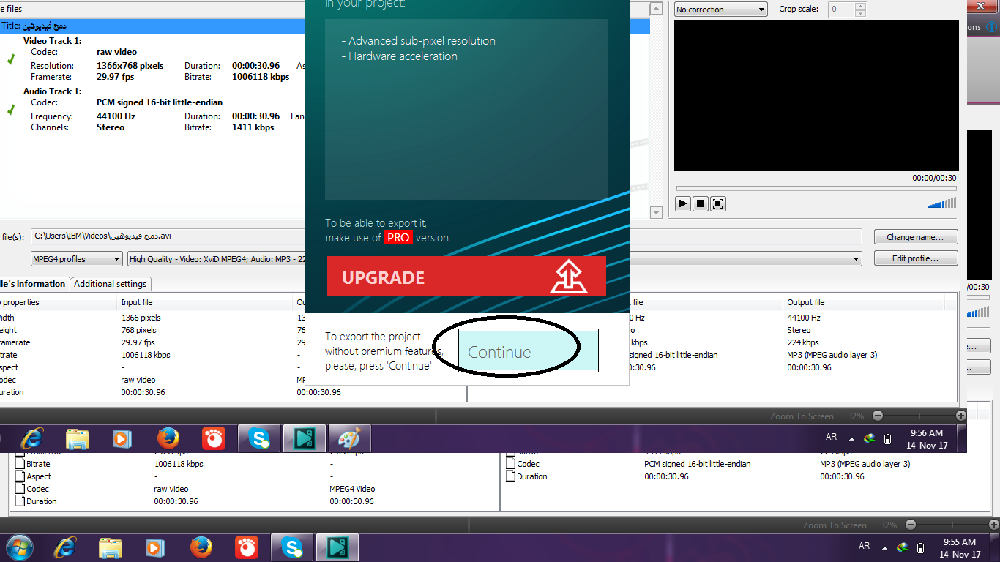 e files
Title: دمج فيديوهين
Video Track 1:
Codec: raw video
Resolution: 1366x768 pixels Duration: 00:00:30.96 As
Framerate: 29.97 fps Bitrate: 1006118 kbps
Audio Track 1:
Codec: PCM signed 16-bit little-endian
Frequency: 44100 Hz Duration: 00:00:30.96 Lan
Channels: Stereo Bitrate: 1411 kbps
in your project:
- Advanced sub-pixel resolution
- Hardware acceleration
To be able to export it,
make use of PRO version:
UPGRADE
To export the project
without premium features,
please, press 'Continue'
Continue
No correction Crop scale: 0
ons
00:00/00:30
file(s): C:\Users\IBM\Videos\دمج فيديوهين.avi Change name...
MPEG4 profiles High Quality - Video: XviD MPEG4; Audio: MP3 - 22 Edit profile...
/00:30
ile's information Additional settings
o properties Input file Ou file Output file
idth 1366 pixels 13 0 Hz 44100 Hz
eight 768 pixels 76 eo Stereo
amerate 29.97 fps 29 kbps 224 kbps
itrate 1006118 kbps - signed 16-bit little-endian MP3 (MPEG audio layer 3)
spect - - 00:30.96 00:00:30.96
odec raw video MP
uration 00:00:30.96 00:00:30.96
Zoom To Screen 32%
AR 9:56 AM
14-Nov-17
Framerate 29.97 fps 29.97 fps Bitrate 1411 kbps 224 kbps
Bitrate 1006118 kbps - Codec PCM signed 16-bit little-endian MP3 (MPEG audio layer 3)
Aspect - - Duration 00:00:30.96 00:00:30.96
Codec raw video MPEG4 Video
Duration 00:00:30.96 00:00:30.96
Zoom To Screen 32%
AR 9:55 AM
14-Nov-17